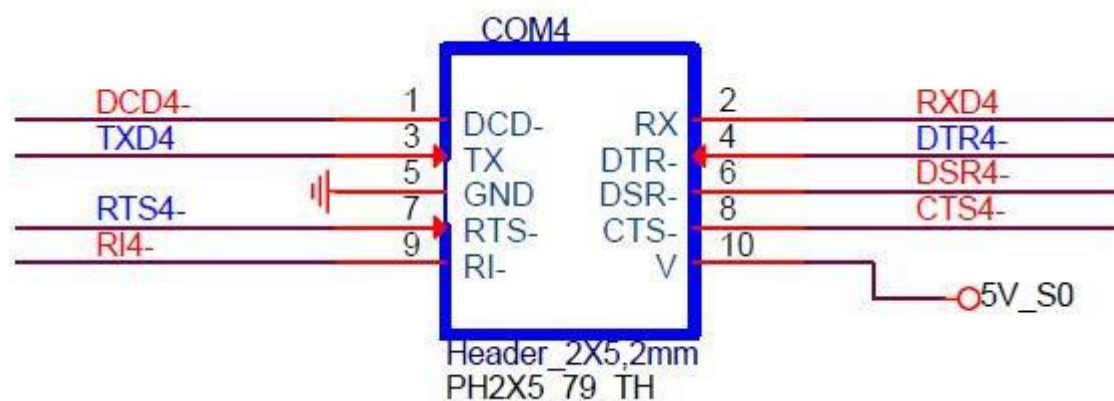 COM4
DCD4- 1 DCD- RX 2 RXD4
TXD4 3 TX DTR- 4 DTR4-
5 GND DSR- 6 DSR4-
RTS4- 7 RTS- CTS- 8 CTS4-
RI4- 9 RI- V 10
5V_S0
Header_2X5,2mm
PH2X5_79_TH